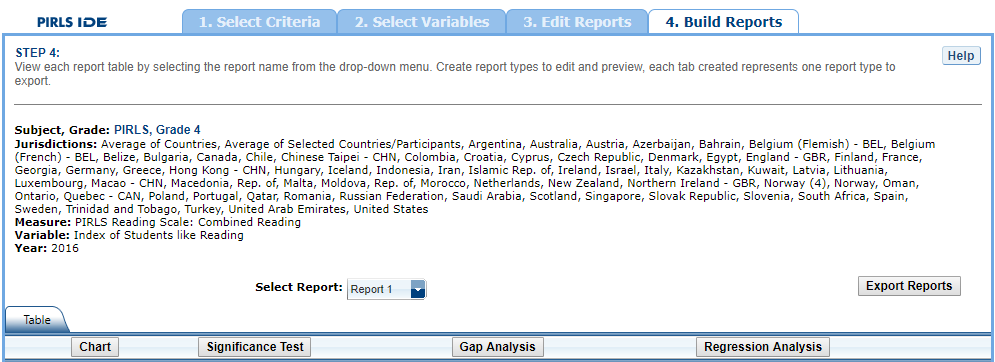 PIRLS IDE
1. Select Criteria
2. Select Variables
3. Edit Reports
4. Build Reports
STEP 4:
Help
View each report table by selecting the report name from the drop-down menu. Create report types to edit and preview, each tab created represents one report type to
export.
Subject, Grade: PIRLS, Grade 4
Jurisdictions: Average of Countries, Average of Selected Countries/Participants, Argentina, Australia, Austria, Azerbaijan, Bahrain, Belgium (Flemish) - BEL, Belgium
(French) - BEL, Belize, Bulgaria, Canada, Chile, Chinese Taipei - CHN, Colombia, Croatia, Cyprus, Czech Republic, Denmark, Egypt, England - GBR, Finland, France,
Georgia, Germany, Greece, Hong Kong - CHN, Hungary, Iceland, Indonesia, Iran, Islamic Rep. of, Ireland, Israel, Italy, Kazakhstan, Kuwait, Latvia, Lithuania,
Luxembourg, Macao - CHN, Macedonia, Rep. of, Malta, Moldova, Rep. of, Morocco, Netherlands, New Zealand, Northern Ireland - GBR, Norway (4), Norway, Oman,
Ontario, Quebec - CAN, Poland, Portugal, Qatar, Romania, Russian Federation, Saudi Arabia, Scotland, Singapore, Slovak Republic, Slovenia, South Africa, Spain,
Sweden, Trinidad and Tobago, Turkey, United Arab Emirates, United States
Measure: PIRLS Reading Scale: Combined Reading
Variable: Index of Students like Reading
Year: 2016
Select Report: Report 1
Export Reports
Table
Chart
Significance Test
Gap Analysis
Regression Analysis